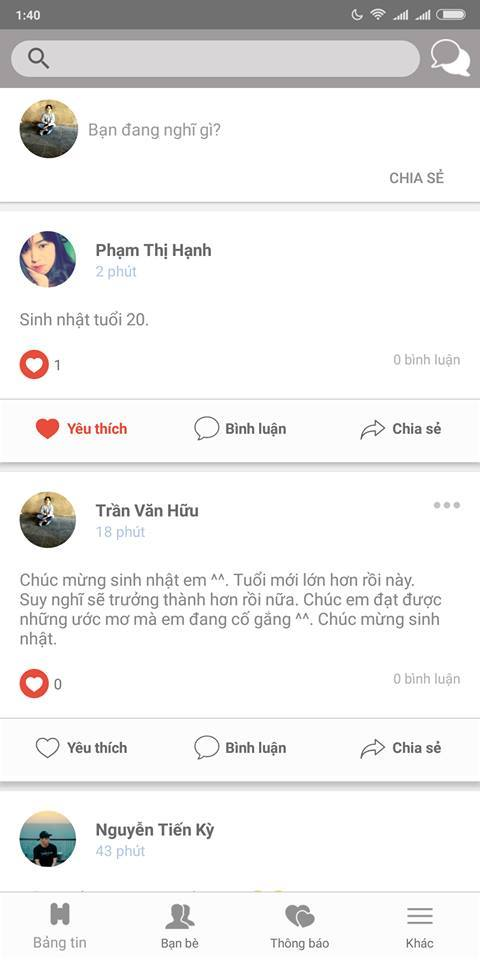 1:40
Bạn đang nghĩ gì?
CHIA SẺ
Phạm Thị Hạnh
2 phút
Sinh nhật tuổi 20.
1
0 bình luận
Yêu thích
Bình luận
Chia sẻ
Trần Văn Hữu
18 phút
Chúc mừng sinh nhật em ^^. Tuổi mới lớn hơn rồi này.
Suy nghĩ sẽ trưởng thành hơn rồi nữa. Chúc em đạt được
những ước mơ mà em đang cố gắng ^^. Chúc mừng sinh
nhật.
0
0 bình luận
Yêu thích
Bình luận
Chia sẻ
Nguyễn Tiến Kỳ
43 phút
Bảng tin
Bạn bè
Thông báo
Khác